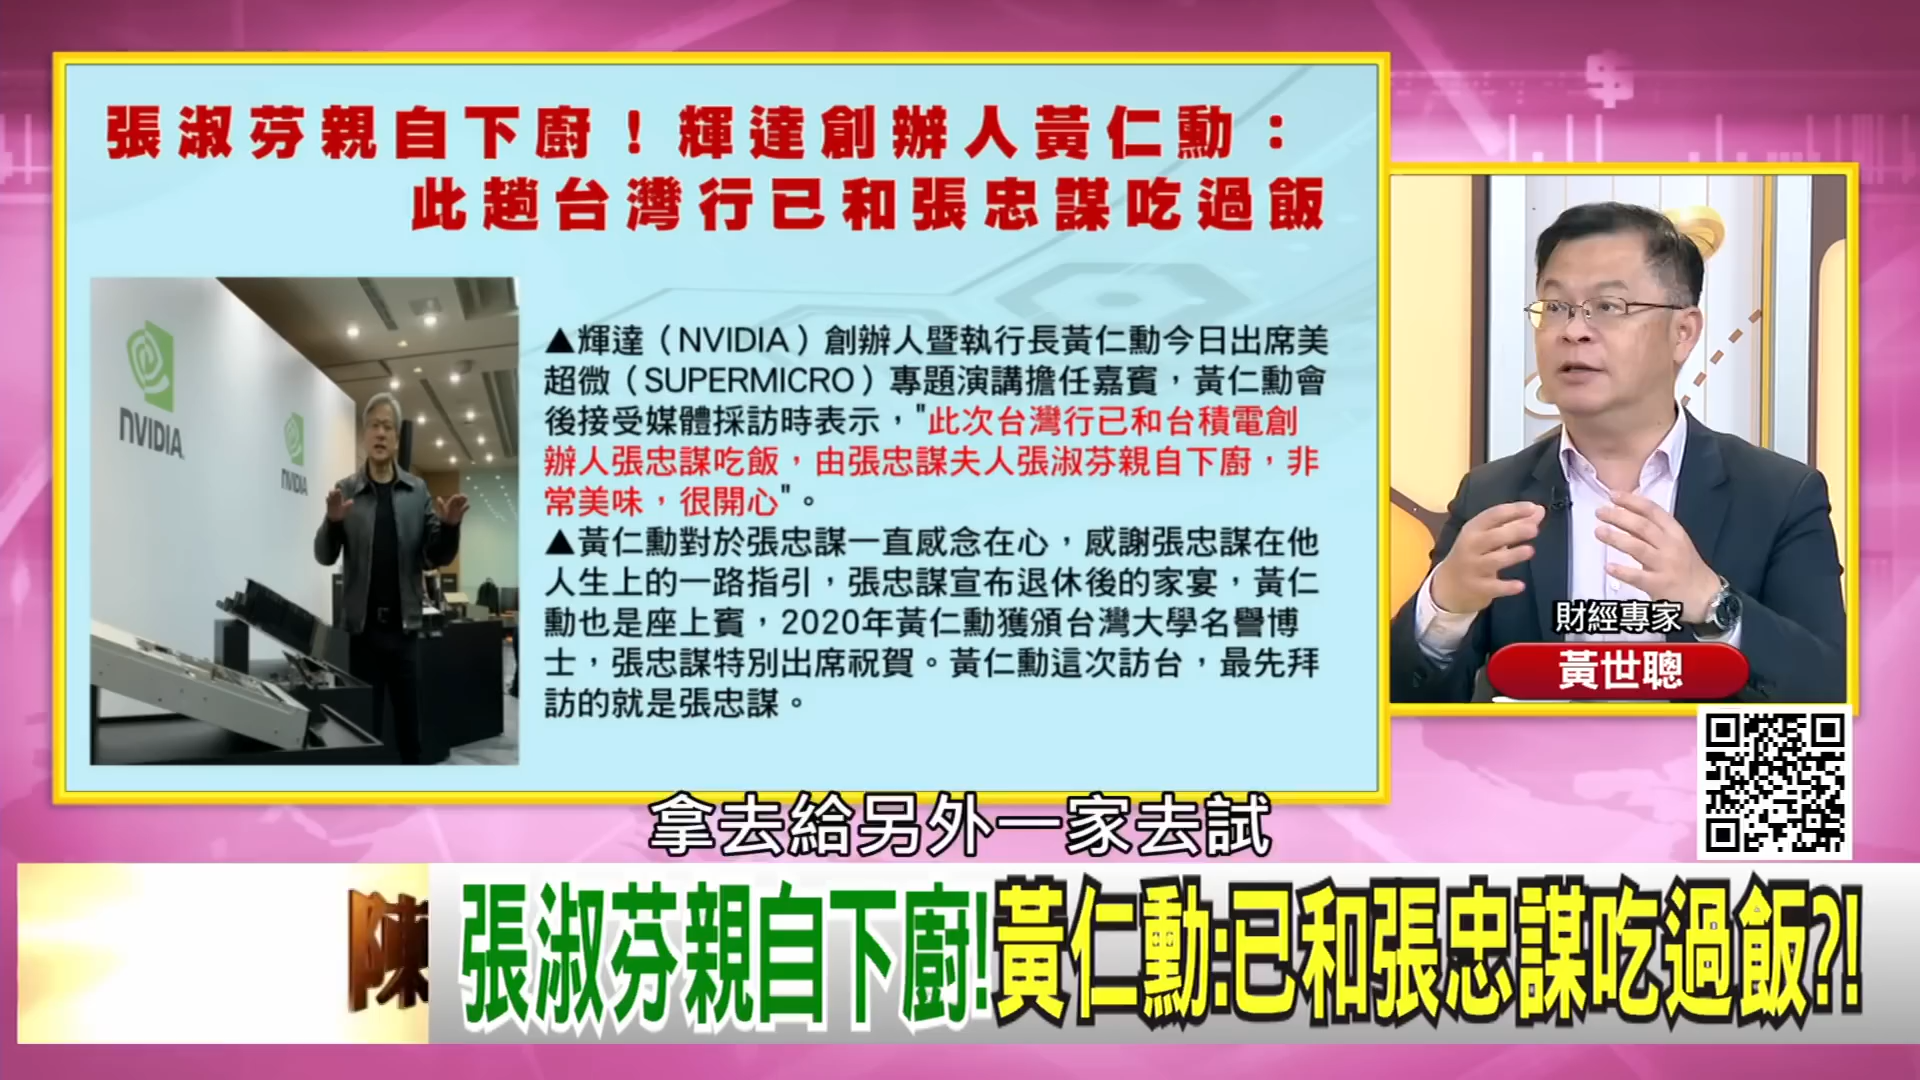 張淑芬親自下廚！輝達創辦人黃仁勳：
此趟台灣行已和張忠謀吃過飯
NVIDIA
NVIDIA
▲輝達（NVIDIA）創辦人暨執行長黃仁勳今日出席美
超微（SUPERMICRO）專題演講擔任嘉賓，黃仁勳會
後接受媒體採訪時表示，"此次台灣行已和台積電創
辦人張忠謀吃飯，由張忠謀夫人張淑芬親自下廚，非
常美味，很開心"。
▲黃仁勳對於張忠謀一直感念在心，感謝張忠謀在他
人生上的一路指引，張忠謀宣布退休後的家宴，黃仁
勳也是座上賓，2020年黃仁勳獲頒台灣大學名譽博
士，張忠謀特別出席祝賀。黃仁勳這次訪台，最先拜
訪的就是張忠謀。
財經專家
黃世聰
拿去給另外一家去試
陳
張淑芬親自下廚!黃仁勳:已和張忠謀吃過飯?!